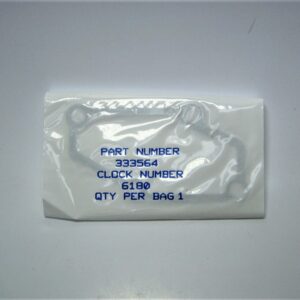 PART NUMBER
333564
CLOCK NUMBER
6180
QTY PER BAG 1